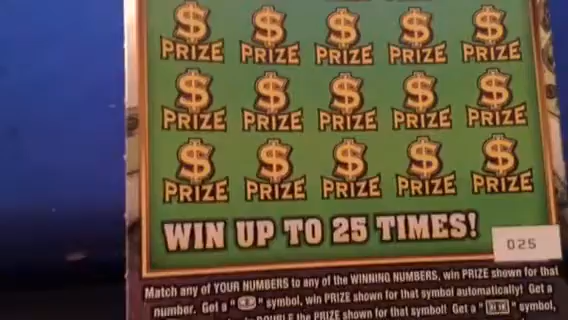 $ $ $ $ $
PRIZE PRIZE PRIZE PRIZE PRIZE
$ $ $ $ $
PRIZE PRIZE PRIZE PRIZE PRIZE
$ $ $ $ $
PRIZE PRIZE PRIZE PRIZE PRIZE
WIN UP TO 25 TIMES!
025
Match any of YOUR NUMBERS to any of the WINNING NUMBERS, win PRIZE shown for that
number. Get a " " symbol, win PRIZE shown for that symbol automatically! Get a
DOUBLE the PRIZE shown for that symbol! Get a " " symbol,